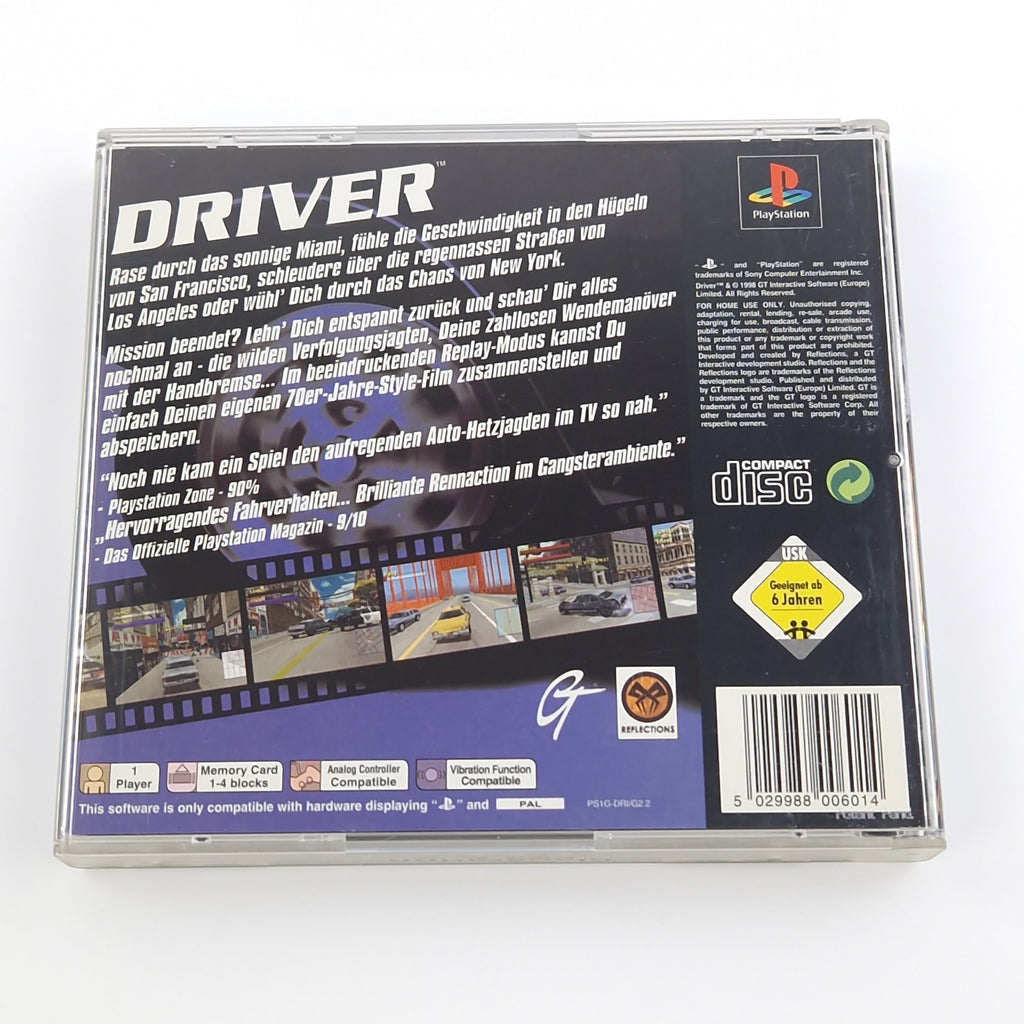 DRIVER™
Rase durch das sonnige Miami, fühle die Geschwindigkeit in den Hügeln
von San Francisco, schleudere über die regennassen Straßen von
Los Angeles oder wühl' Dich durch das Chaos von New York.
Mission beendet? Lehn' Dich entspannt zurück und schau' Dir alles
nochmal an - die wilden Verfolgungsjagten, Deine zahllosen Wendemanöver
mit der Handbremse... Im beeindruckenden Replay-Modus kannst Du
einfach Deinen eigenen 70er-Jahre-Style-Film zusammenstellen und
abspeichern.
“Noch nie kam ein Spiel den aufregenden Auto-Hetzjagden im TV so nah.”
- Playstation Zone - 90%
„Hervorragendes Fahrverhalten... Brilliante Rennaction im Gangsterambiente.”
- Das Offizielle Playstation Magazin - 9/10
GT
REFLECTIONS
1
Player
Memory Card
1-4 blocks
Analog Controller
Compatible
Vibration Function
Compatible
This software is only compatible with hardware displaying “ ” and PAL
PS1G-DRI/G2 2
PlayStation
“ ” and “PlayStation” are registered
trademarks of Sony Computer Entertainment Inc.
Driver™ & © 1998 GT Interactive Software (Europe)
Limited. All Rights Reserved.
FOR HOME USE ONLY. Unauthorised copying,
adaptation, rental, lending, re-sale, arcade use,
charging for use, broadcast, cable transmission,
public performance, distribution or extraction of
this product or any trademark or copyright work
that forms part of this product are prohibited.
Developed and created by Reflections, a GT
Interactive development studio. Reflections and the
Reflections logo are trademarks of the Reflections
development studio. Published and distributed
by GT Interactive Software (Europe) Limited. GT is
a trademark and the GT logo is a registered
trademark of GT Interactive Software Corp. All
other trademarks are the property of their
respective owners.
COMPACT
disc
USK
Geeignet ab
6 Jahren
5 029988 006014